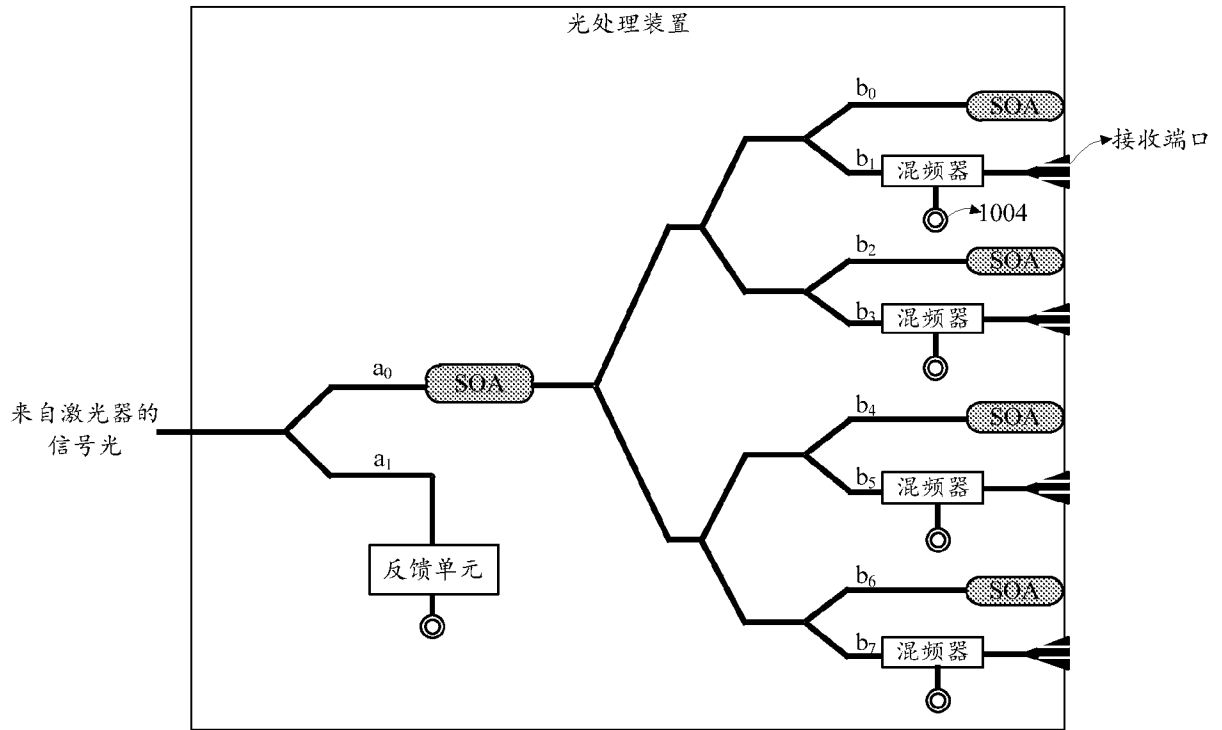 光处理装置
b₀
SOA
接收端口
b₁
混频器
1004
b₂
SOA
b₃
混频器
a₀
SOA
来自激光器的
信号光
b₄
SOA
a₁
b₅
混频器
反馈单元
b₆
SOA
b₇
混频器